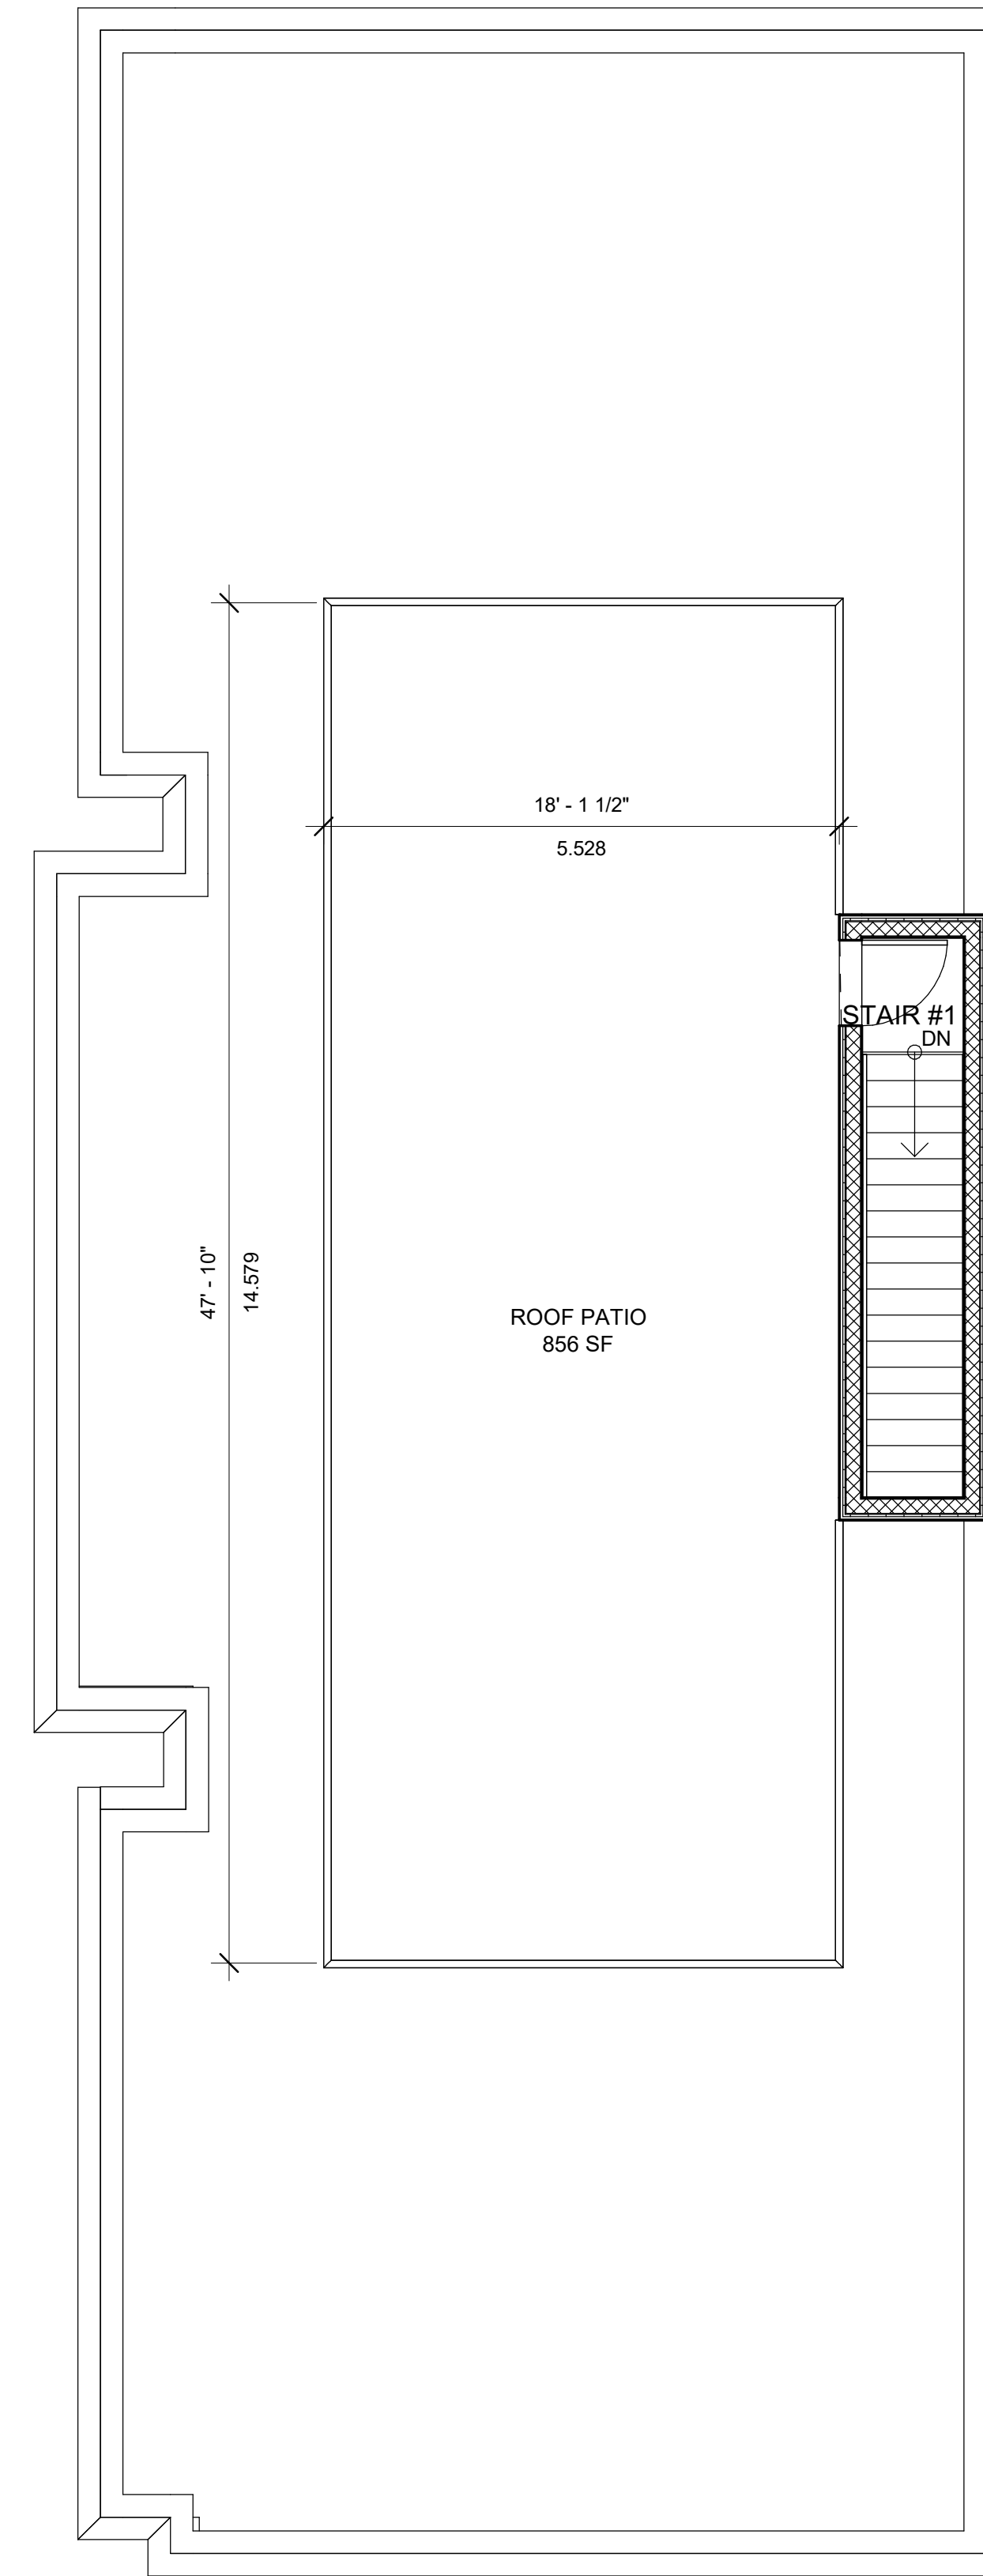 18' - 1 1/2"
5.528
STAIR #1
DN
47' - 10"
14.579
ROOF PATIO
856 SF